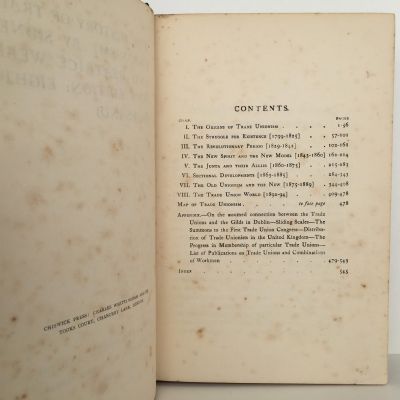 CHISWICK PRESS: CHARLES WHITTINGHAM AND CO.
TOOKS COURT, CHANCERY LANE, LONDON.
CONTENTS.
CHAP. PAGES
I. The Origins of Trade Unionism . . . . 1-56
II. The Struggle for Existence [1799-1825] 57-101
III. The Revolutionary Period [1829-1842] . . 102-161
IV. The New Spirit and the New Model [1843-1860] 162-214
V. The Junta and their Allies [1860-1875] . 215-283
VI. Sectional Developments [1863-1885] . . .
VII. The Old Unionism and the New [1875-1889] . 344-408
VIII. The Trade Union World [1892-94] . . . 409-478
Map of Trade Unionism . . . to face page 478
Appendix.—On the assumed connection between the Trade
Unions and the Gilds in Dublin—Sliding Scales—The
Summons to the First Trade Union Congress—Distribu-
tion of Trade Unionists in the United Kingdom—The
Progress in Membership of particular Trade Unions—
List of Publications on Trade Unions and Combinations
of Workmen . . . . . . 479-543
Index . . . . . . . 545